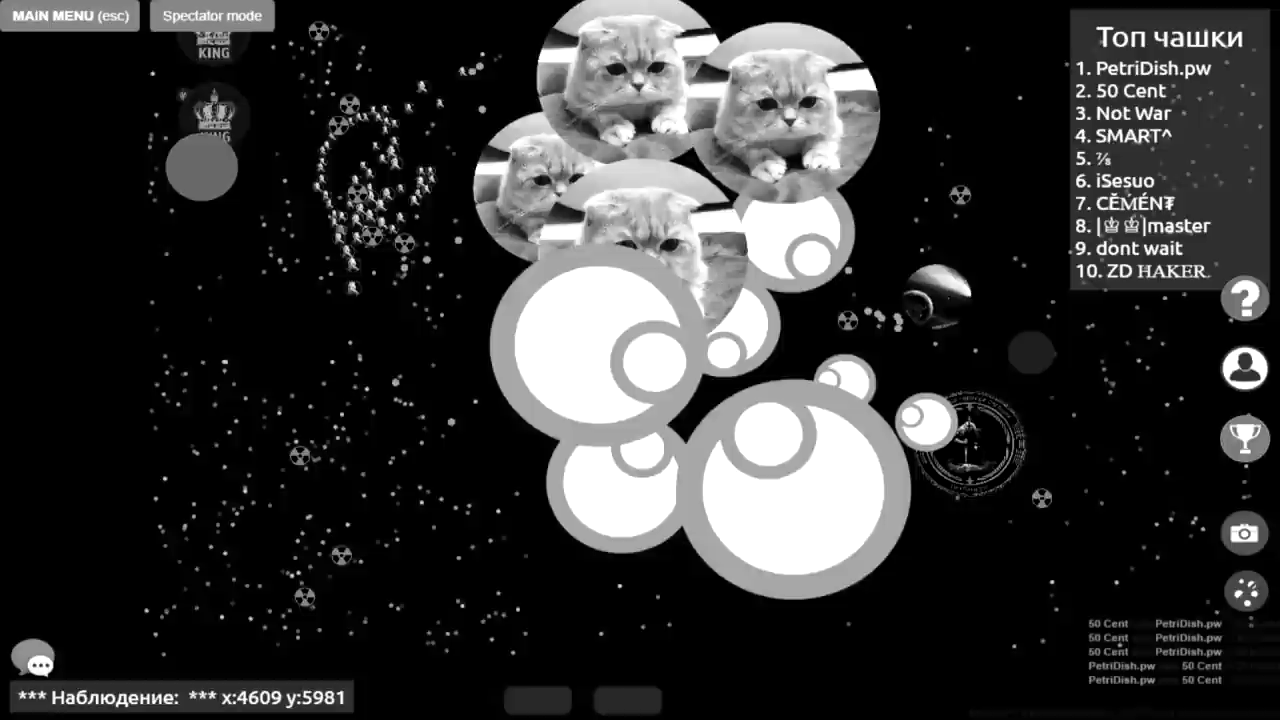 MAIN MENU (esc)
Spectator mode
KING
Топ чашки
1. PetriDish.pw
2. 50 Cent
3. Not War
4. SMART^
5. ⅞
6. iSesuo
7. CĔMÉN₮
8. |♔ ♔|master
9. dont wait
10. ZD HAKER
50 Cent PetriDish.pw
50 Cent PetriDish.pw
50 Cent PetriDish.pw
PetriDish.pw 50 Cent
PetriDish.pw 50 Cent
*** Наблюдение: *** x:4609 y:5981